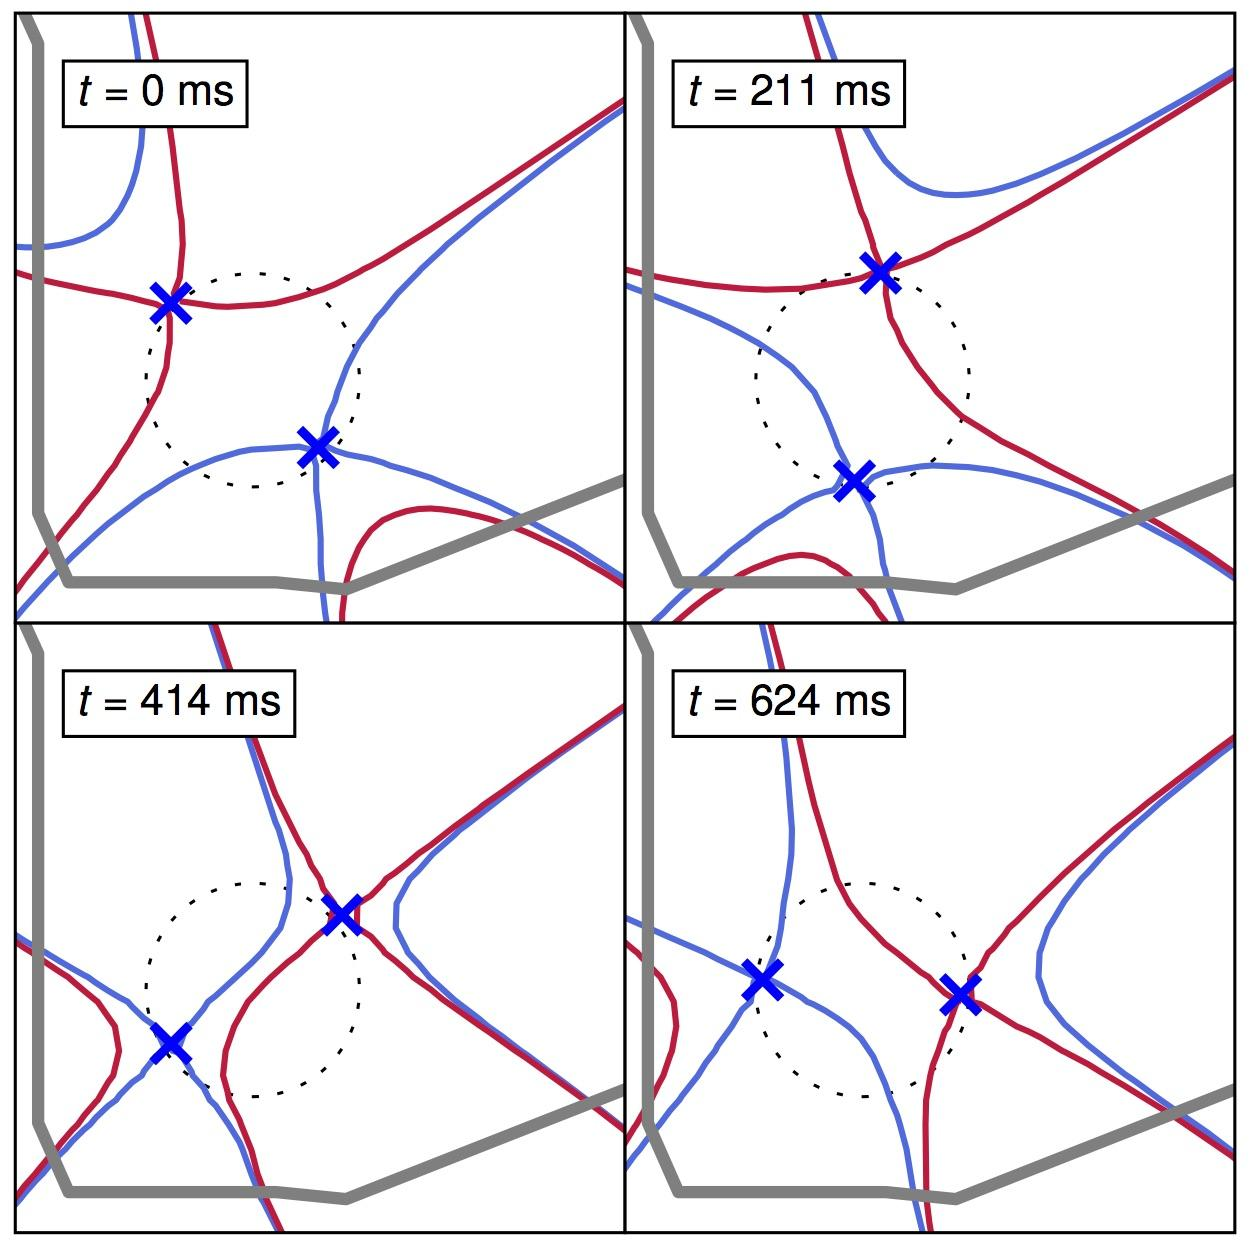 t = 0 ms
t = 211 ms
t = 414 ms
t = 624 ms